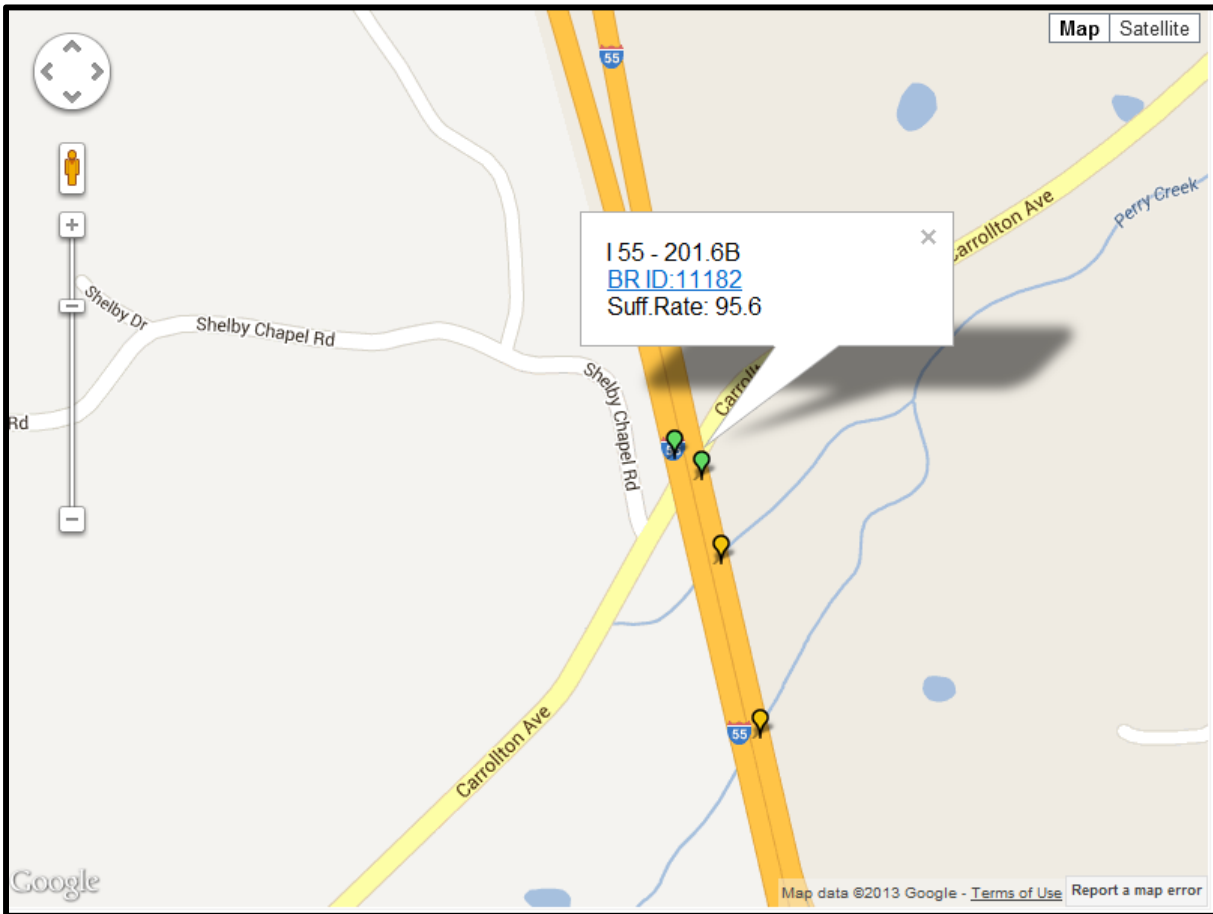 Map
Satellite
55
Perry Creek
Carrollton Ave
I 55 - 201.6B
BR ID:11182
Suff.Rate: 95.6
×
Shelby Dr
Shelby Chapel Rd
Shelby Chapel Rd
Rd
55
Carrollton Ave
Google
Map data ©2013 Google - Terms of Use
Report a map error